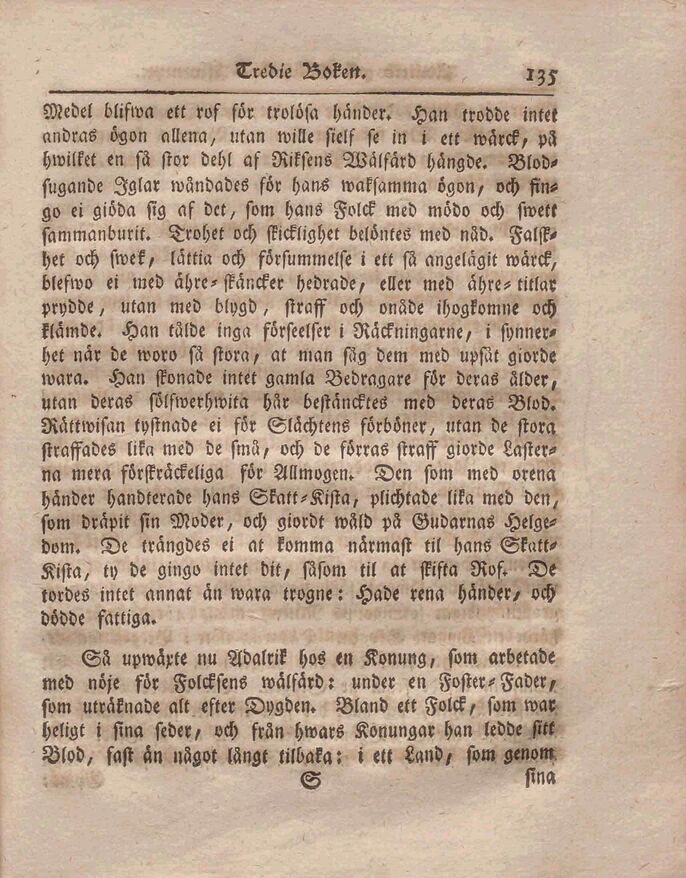 Tredie Boken. 135
Medel blifwa ett rof för trolösa händer. Han trodde intet
andras ögon allena, utan wille sielf se in i ett wärck, på
hwilket en så stor dehl af Riksens Wälfärd hängde. Blod-
sugande Iglar wåndades för hans waksamma ögon, och fin-
go ei giöda sig af det, som hans Folck med mödo och swett
sammanburit. Trohet och skicklighet belöntes med nåd. Falsk-
het och swek, lättia och försummelse i ett så angelägit wärck,
blefwo ei med ähre-skäncker hedrade, eller med ähre-titlar
prydde, utan med blygd, straff och onåde ihogkomne och
klämde. Han tålde inga förseelser i Räckningarne, i synner-
het när de woro så stora, at man såg dem med upsåt giorde
wara. Han skonade intet gamla Bedragare för deras ålder,
utan deras sölfwerhwita hår bestäncktes med deras Blod.
Rättwisan tystnade ei för Slächtens förböner, utan de stora
straffades lika med de små, och de förras straff giorde Laster-
na mera förskräckeliga för Allmogen. Den som med orena
händer handterade hans Skatt-Kista, plichtade lika med den,
som dräpit sin Moder, och giordt wåld på Gudarnas Helge-
dom. De trängdes ei at komma närmast til hans Skatt-
Kista, ty de gingo intet dit, såsom til at skifta Rof. De
tordes intet annat än wara trogne: Hade rena händer, och
dödde fattiga.
Så upwäxte nu Adalrik hos en Konung, som arbetade
med nöje för Folcksens wälfärd: under en Foster-Fader,
som uträknade alt efter Dygden. Bland ett Folck, som war
heligt i sina seder, och från hwars Konungar han ledde sitt
Blod, fast än något långt tilbaka: i ett Land, som genom
S sina